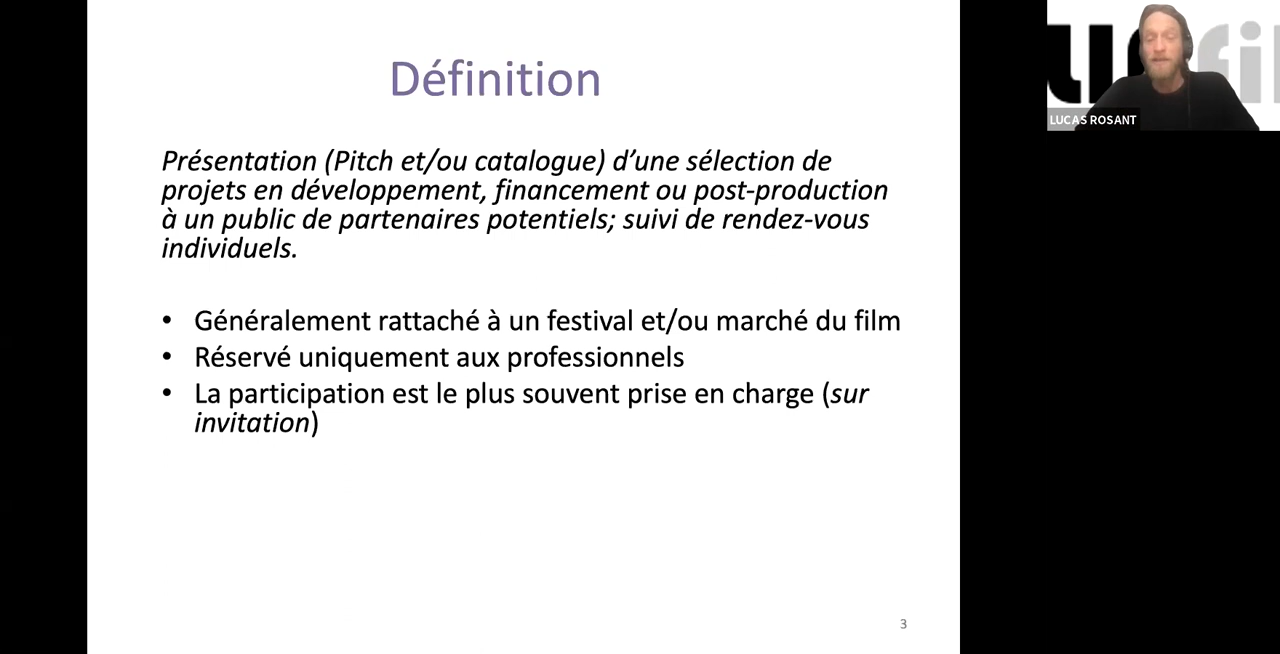 Définition
Présentation (Pitch et/ou catalogue) d’une sélection de
projets en développement, financement ou post-production
à un public de partenaires potentiels; suivi de rendez-vous
individuels.
• Généralement rattaché à un festival et/ou marché du film
• Réservé uniquement aux professionnels
• La participation est le plus souvent prise en charge (sur
invitation)
3
LUCAS ROSANT